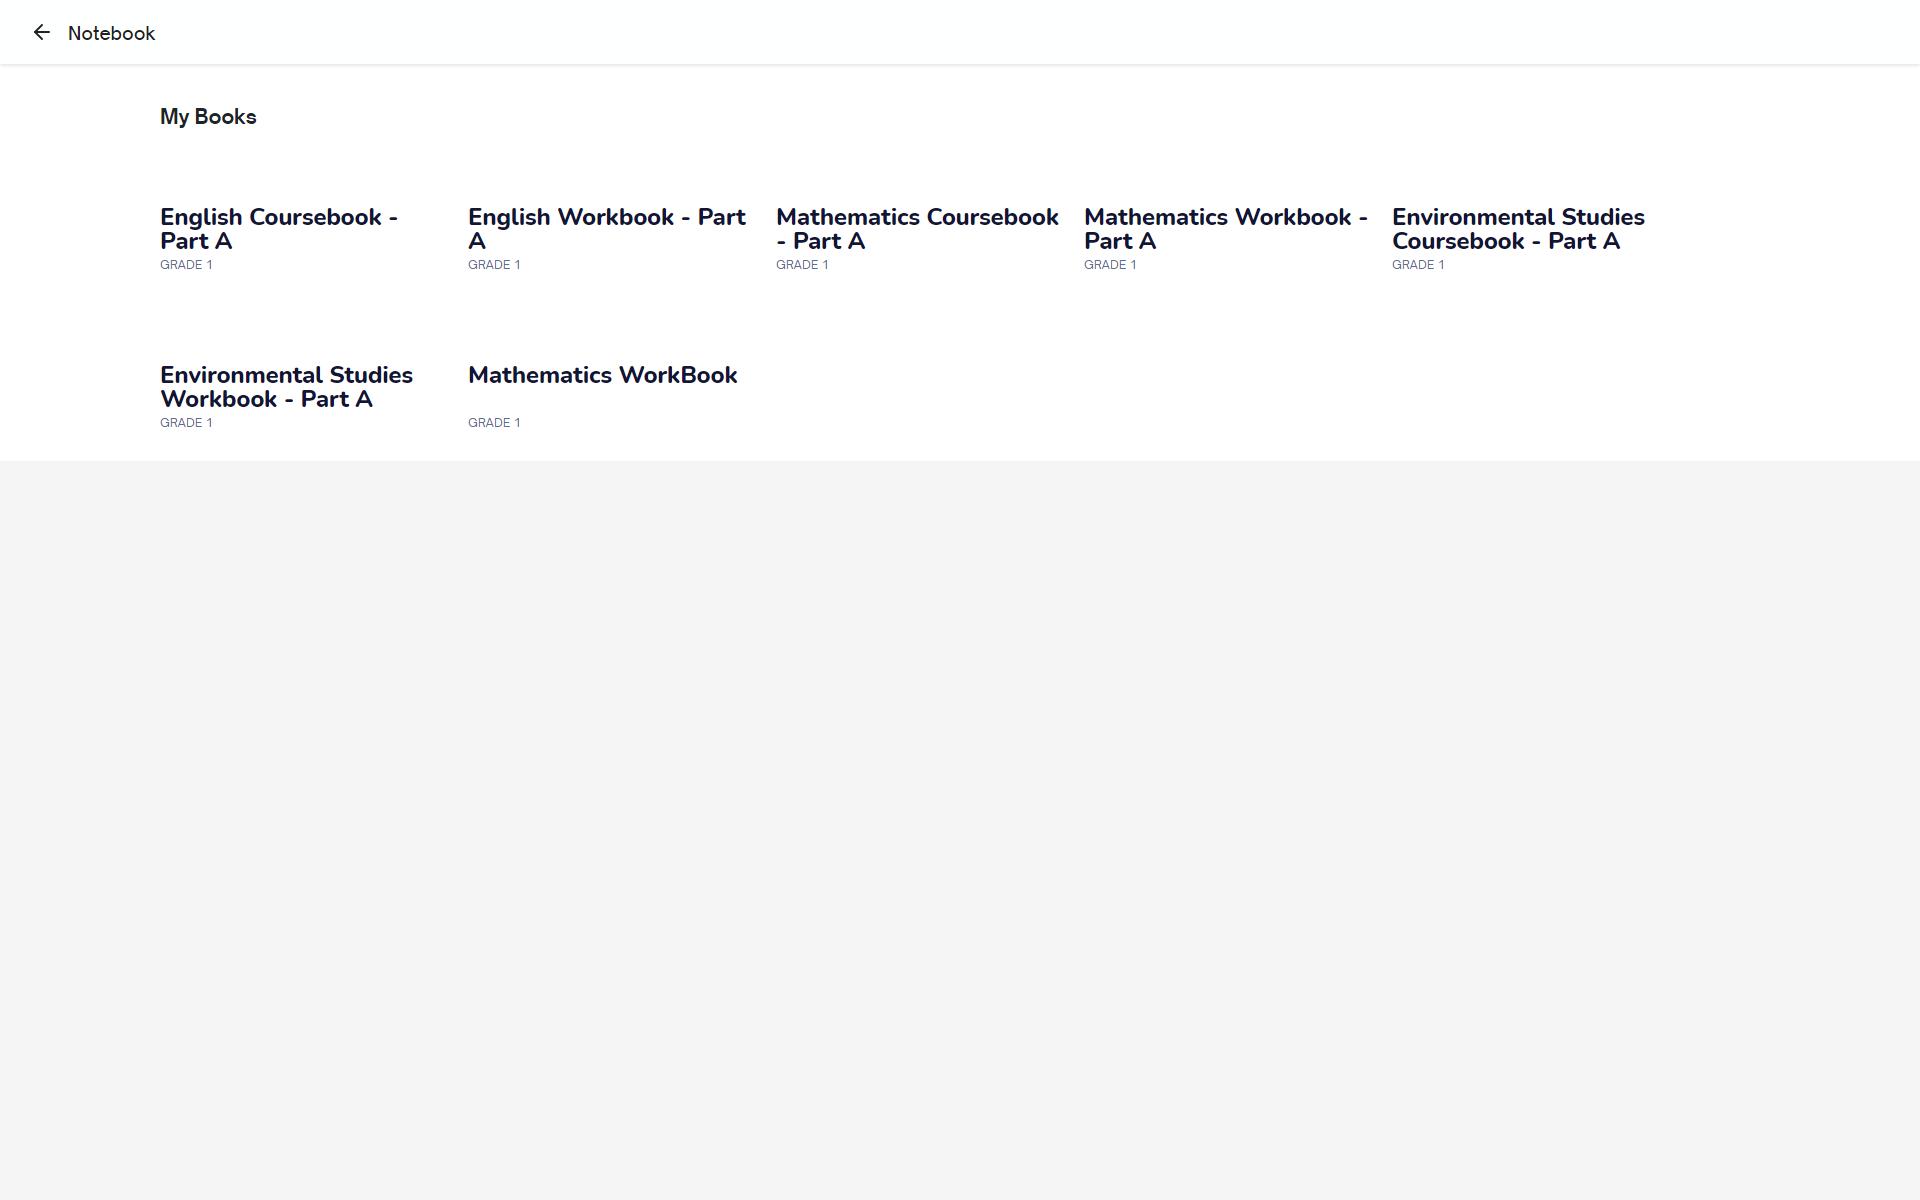 Notebook
My Books
English Coursebook -
Part A
GRADE 1
English Workbook - Part
A
GRADE 1
Mathematics Coursebook
- Part A
GRADE 1
Mathematics Workbook -
Part A
GRADE 1
Environmental Studies
Coursebook - Part A
GRADE 1
Environmental Studies
Workbook - Part A
GRADE 1
Mathematics WorkBook
GRADE 1